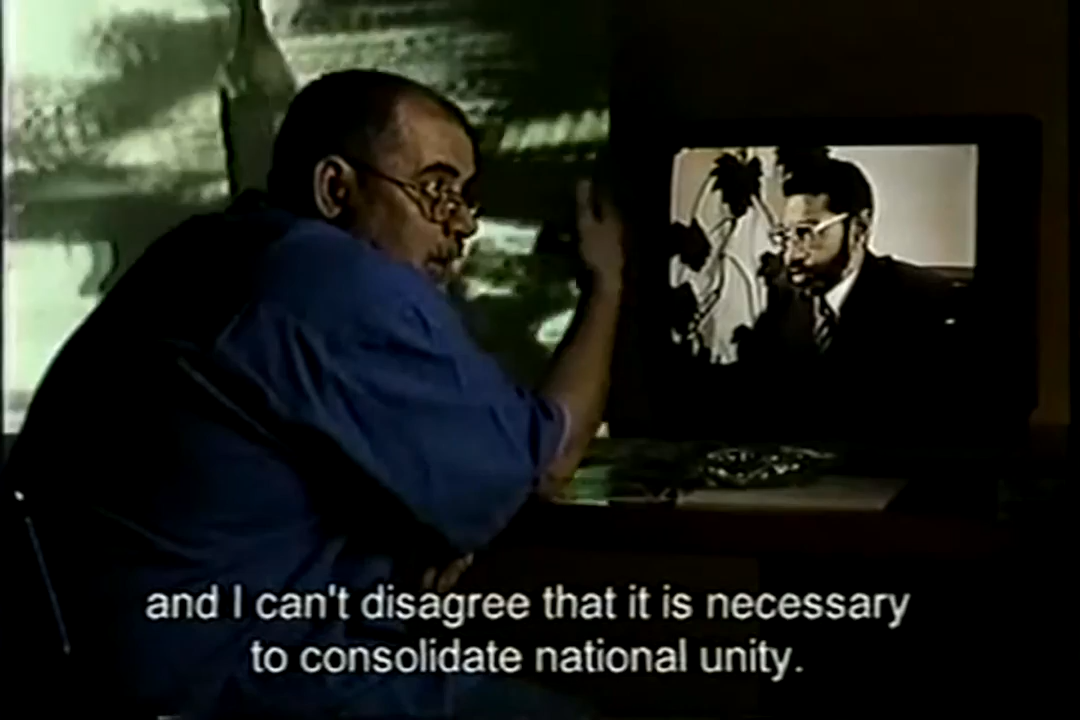 and I can't disagree that it is necessary
to consolidate national unity.